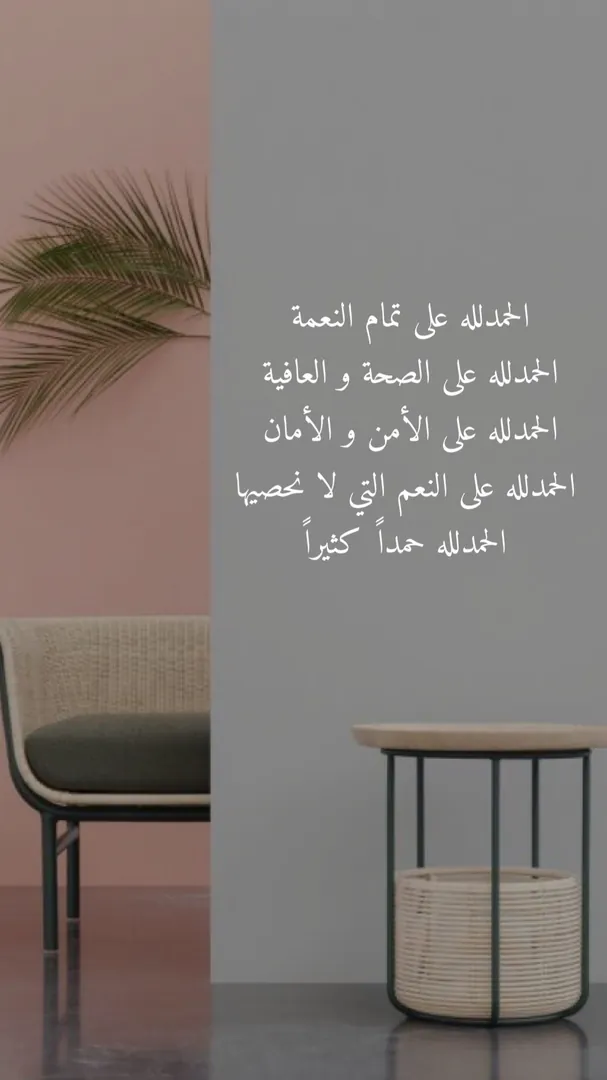 الحمدلله على تمام النعمة
الحمدلله على الصحة و العافية
الحمدلله على الأمن و الأمان
الحمدلله على النعم التي لا نحصيها
الحمدلله حمداً كثيراً